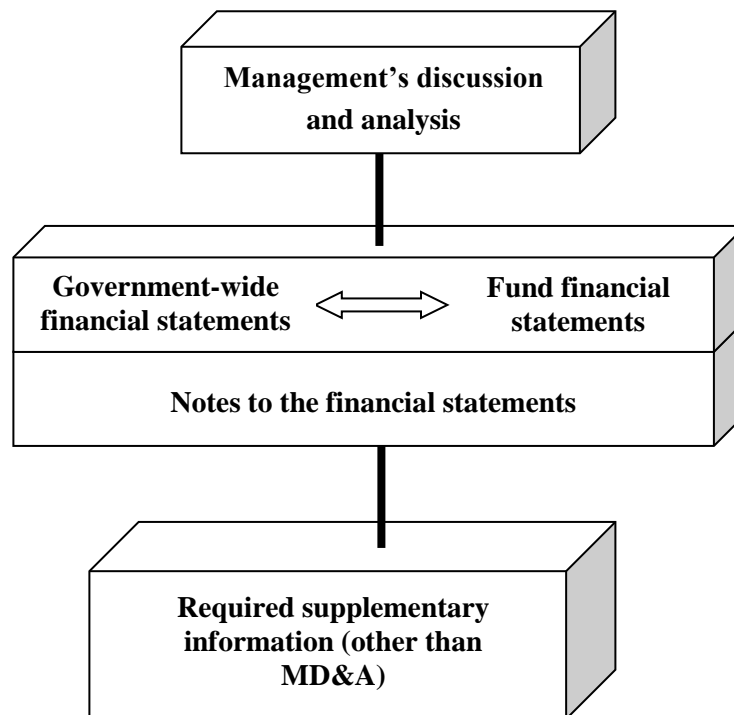 Management’s discussion
and analysis
Government-wide
financial statements
Fund financial
statements
Notes to the financial statements
Required supplementary
information (other than
MD&A)